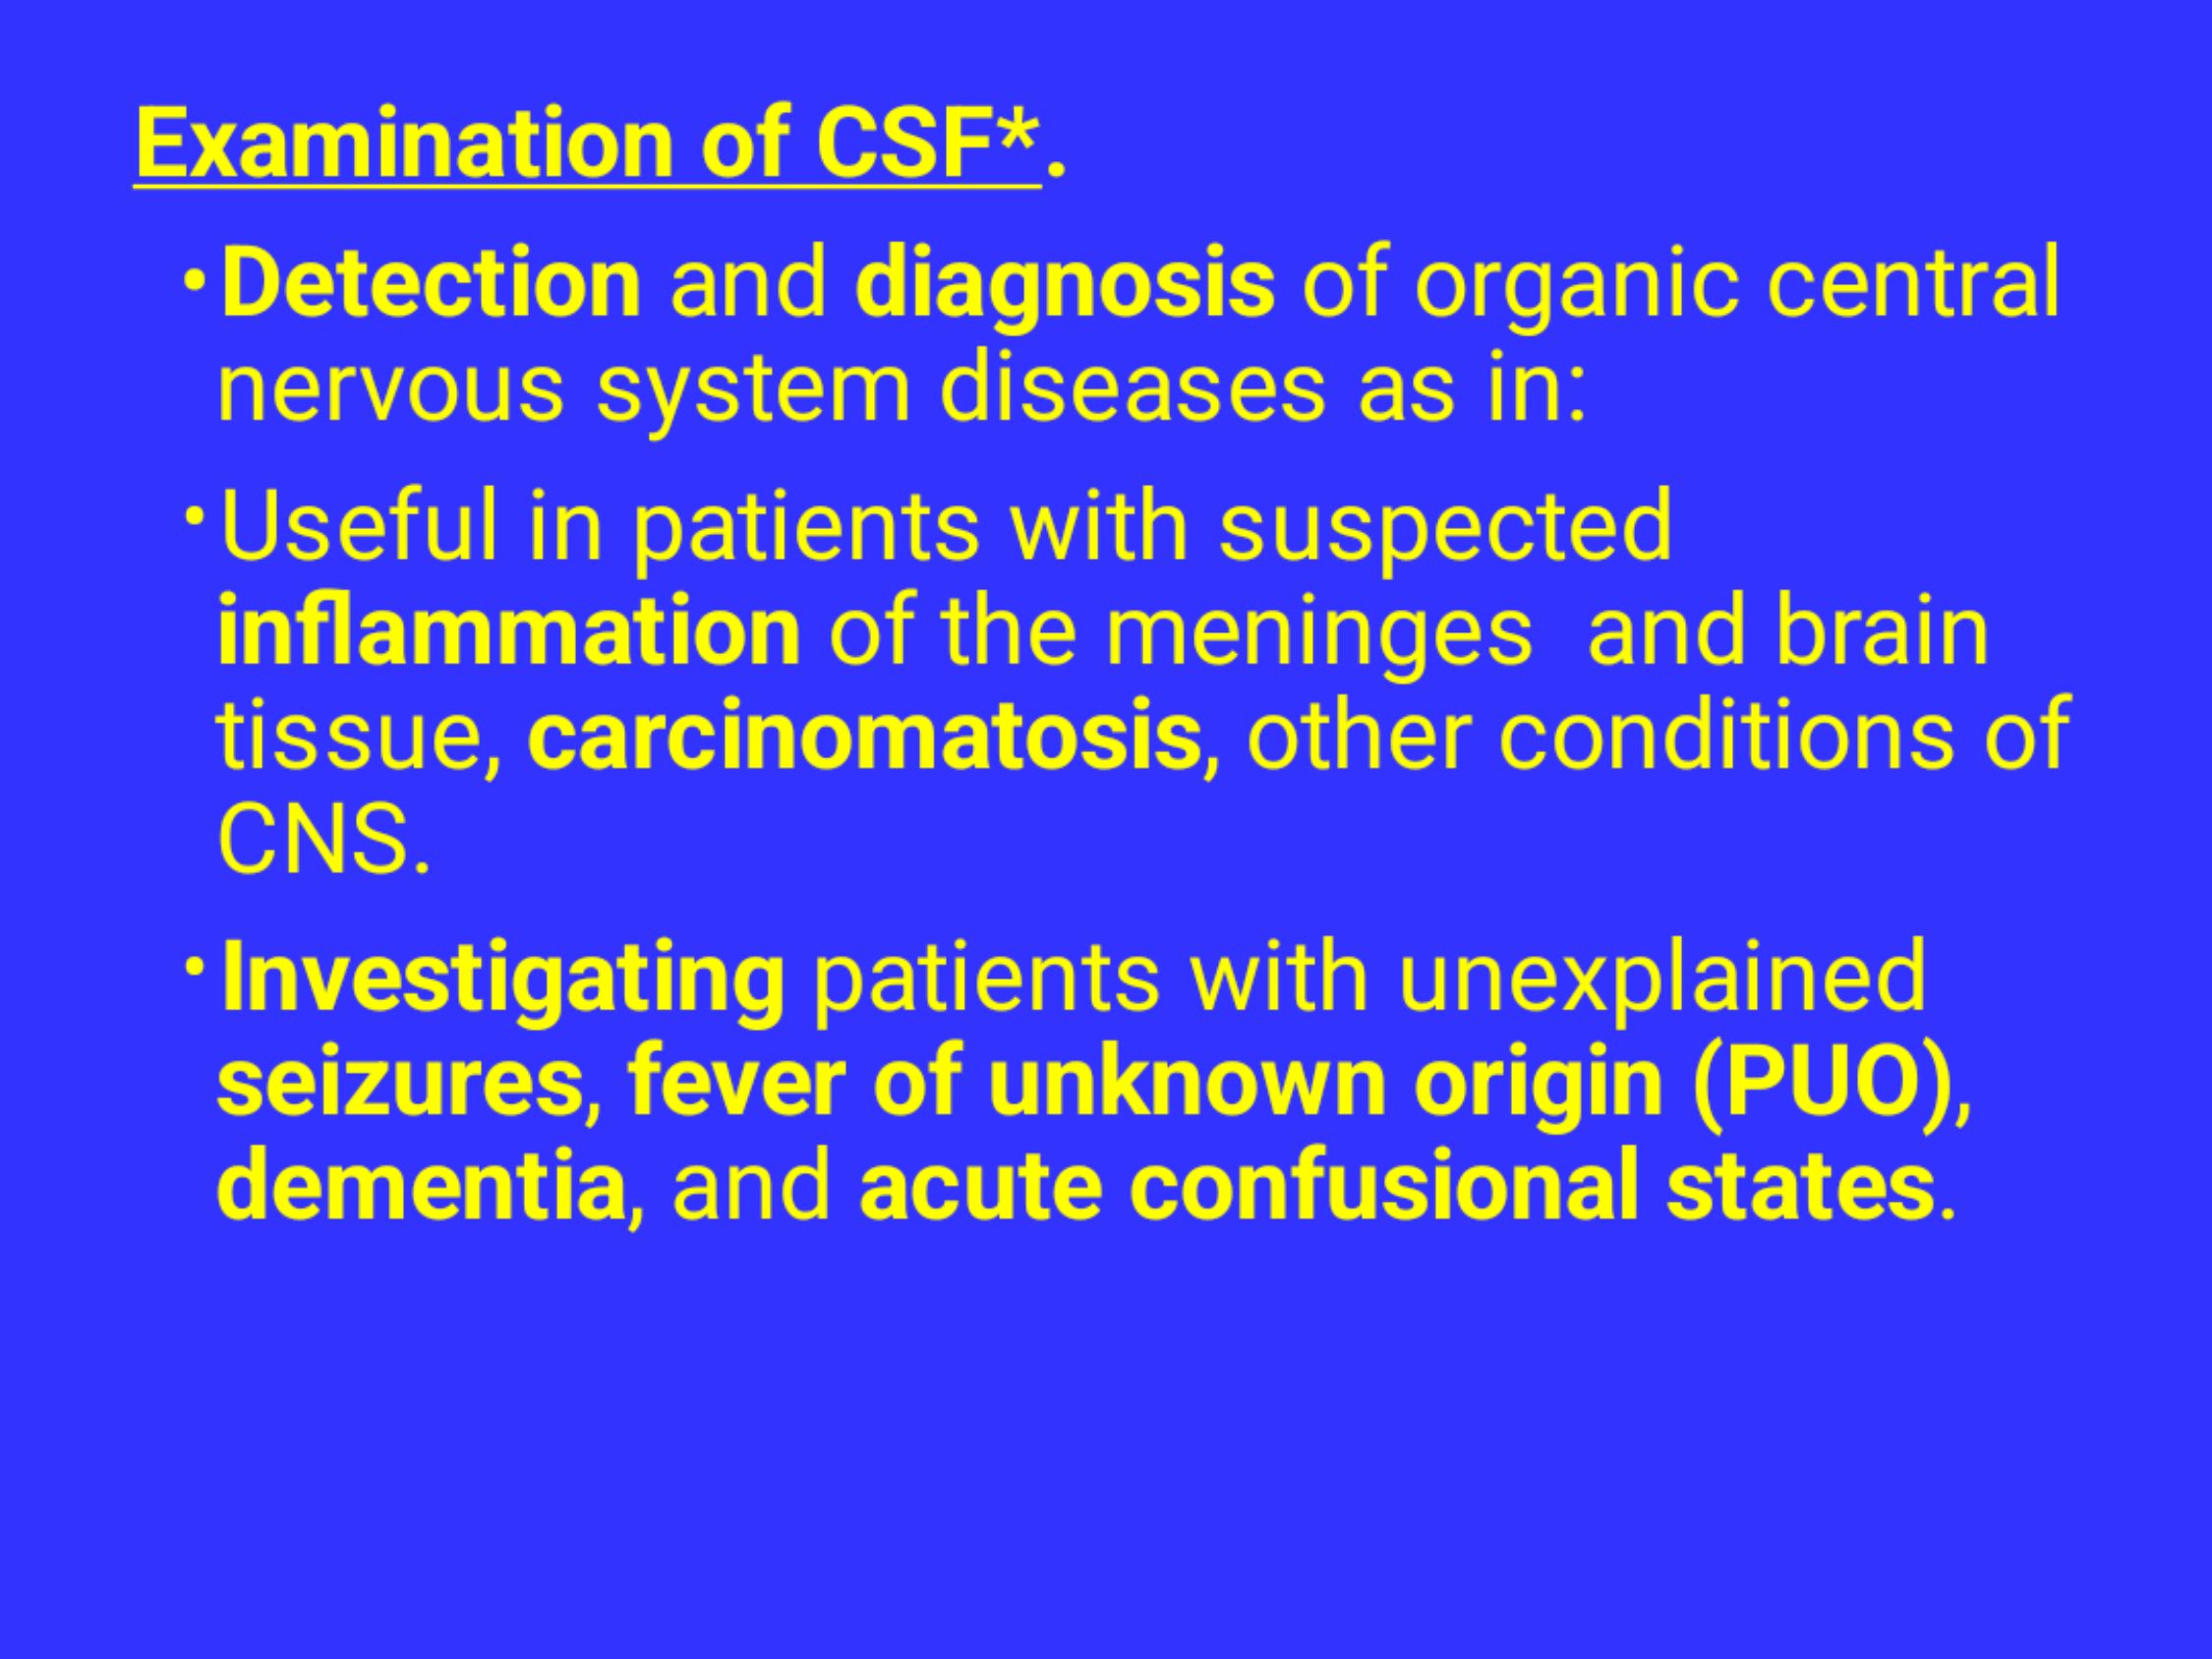 Examination of CSF*.
•Detection and diagnosis of organic central
nervous system diseases as in:
•Useful in patients with suspected
inflammation of the meninges  and brain
tissue, carcinomatosis, other conditions of
CNS.
•Investigating patients with unexplained
seizures, fever of unknown origin (PUO),
dementia, and acute confusional states.